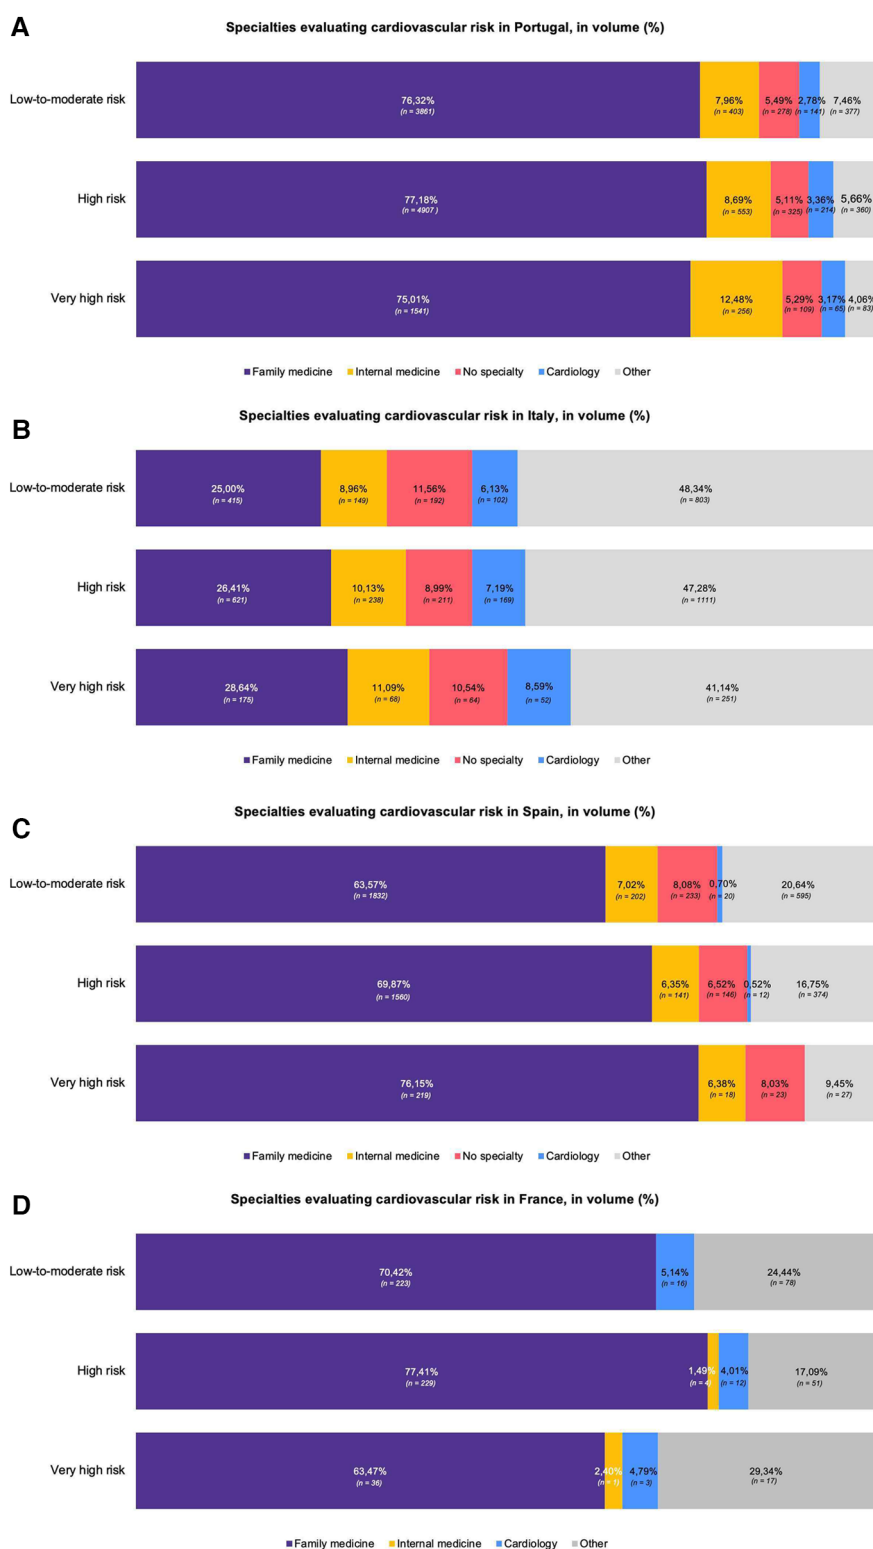 A
Specialties evaluating cardiovascular risk in Portugal, in volume (%)
Low-to-moderate risk
76,32% 7,96% 5,49% 2,78% 7,46%
(n = 3861) (n = 403) (n = 278) (n = 141) (n = 377)
High risk
77,18% 8,69% 5,11% 3,36% 5,66%
(n = 4907 ) (n = 553) (n = 325) (n = 214) (n = 360)
Very high risk
75,01% 12,48% 5,29% 3,17% 4,06%
(n = 1541) (n = 256) (n = 109) (n = 65) (n = 83)
Family medicine Internal medicine No specialty Cardiology Other
B
Specialties evaluating cardiovascular risk in Italy, in volume (%)
Low-to-moderate risk
25,00% 8,96% 11,56% 6,13% 48,34%
(n = 415) (n = 149) (n = 192) (n = 102) (n = 803)
High risk
26,41% 10,13% 8,99% 7,19% 47,28%
(n = 621) (n = 238) (n = 211) (n = 169) (n = 1111)
Very high risk
28,64% 11,09% 10,54% 8,59% 41,14%
(n = 175) (n = 68) (n = 64) (n = 52) (n = 251)
Family medicine Internal medicine No specialty Cardiology Other
C
Specialties evaluating cardiovascular risk in Spain, in volume (%)
Low-to-moderate risk
63,57% 7,02% 8,08% 0,70% 20,64%
(n = 1832) (n = 202) (n = 233) (n = 20) (n = 595)
High risk
69,87% 6,35% 6,52% 0,52% 16,75%
(n = 1560) (n = 141) (n = 146) (n = 12) (n = 374)
Very high risk
76,15% 6,38% 8,03% 9,45%
(n = 219) (n = 18) (n = 23) (n = 27)
Family medicine Internal medicine No specialty Cardiology Other
D
Specialties evaluating cardiovascular risk in France, in volume (%)
Low-to-moderate risk
70,42% 5,14% 24,44%
(n = 223) (n = 16) (n = 78)
High risk
77,41% 1,49% 4,01% 17,09%
(n = 229) (n = 4) (n = 12) (n = 51)
Very high risk
63,47% 2,40% 4,79% 29,34%
(n = 36) (n = 1) (n = 3) (n = 17)
Family medicine Internal medicine Cardiology Other